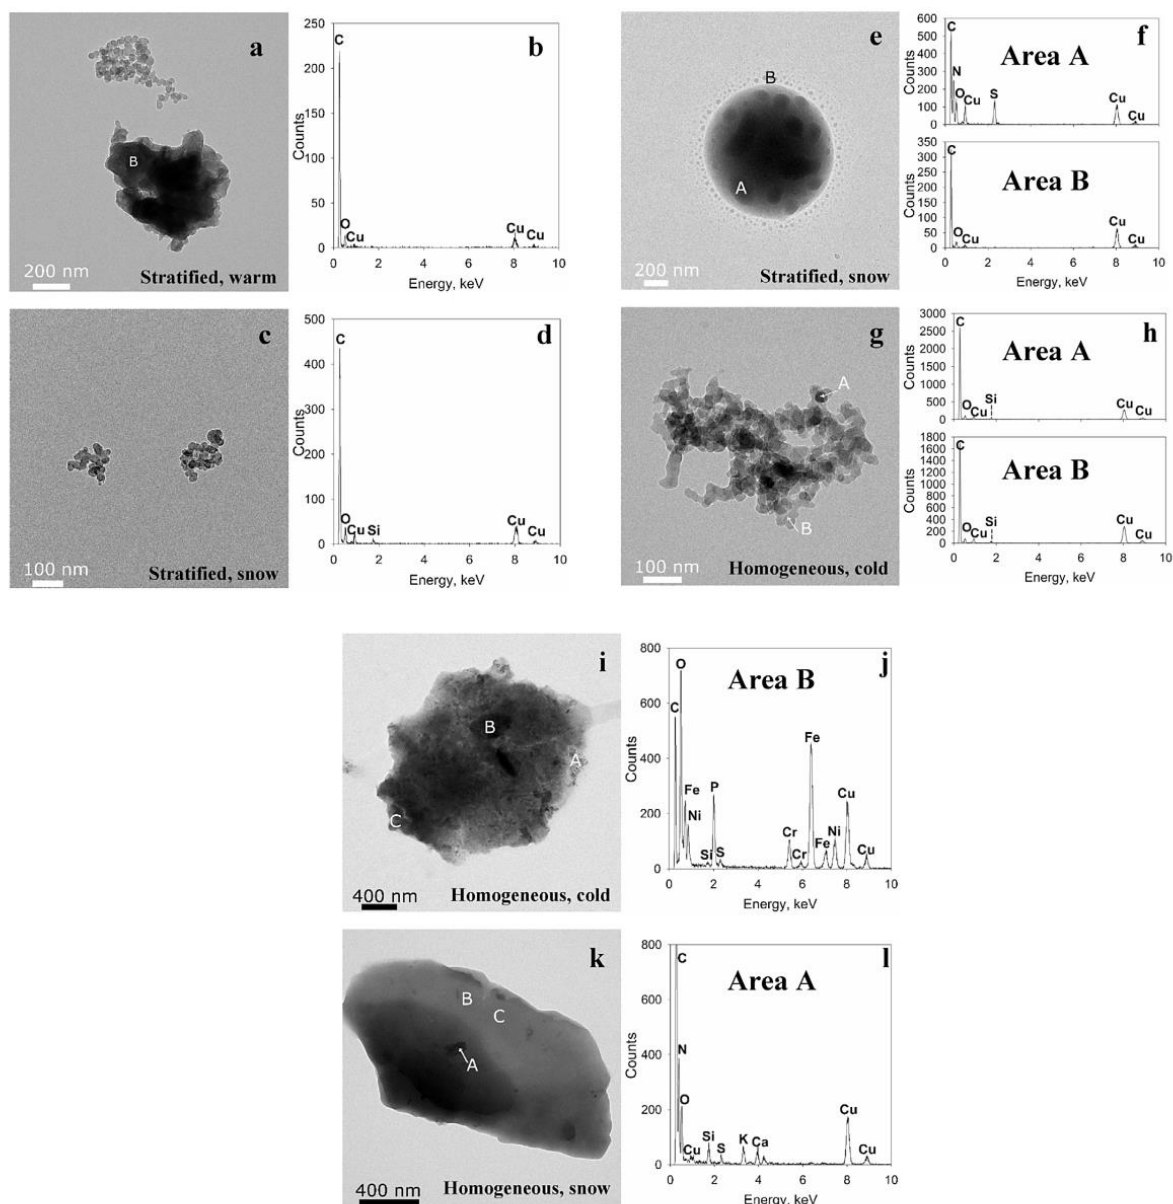 a
B
200 nm
Stratified, warm
b
Counts
250
200
150
100
50
0
C
O
Cu
Cu
Cu
0 2 4 6 8 10
Energy, keV
c
100 nm
Stratified, snow
d
Counts
500
400
300
200
100
0
C
O
Cu
Si
Cu
Cu
0 2 4 6 8 10
Energy, keV
e
B
A
200 nm
Stratified, snow
f
Area A
Counts
600
500
400
300
200
100
0
C
N
O
Cu
S
Cu
Cu
Area B
Counts
350
300
250
200
150
100
50
0
C
O
Cu
Cu
Cu
0 2 4 6 8 10
Energy, keV
g
A
B
100 nm
Homogeneous, cold
h
Area A
Counts
3000
2500
2000
1500
1000
500
0
C
O
Cu
Si
Cu
Cu
Area B
Counts
1800
1600
1400
1200
1000
800
600
400
200
0
C
O
Cu
Si
Cu
Cu
0 2 4 6 8 10
Energy, keV
i
B
A
C
400 nm
Homogeneous, cold
j
Area B
Counts
800
600
400
200
0
C
O
Fe
Ni
Si
P
S
Cr
Cr
Fe
Fe
Ni
Cu
Cu
0 2 4 6 8 10
Energy, keV
k
B
C
A
400 nm
Homogeneous, snow
l
Area A
Counts
800
600
400
200
0
C
N
O
Cu
Si
S
K
Ca
Cu
Cu
0 2 4 6 8 10
Energy, keV